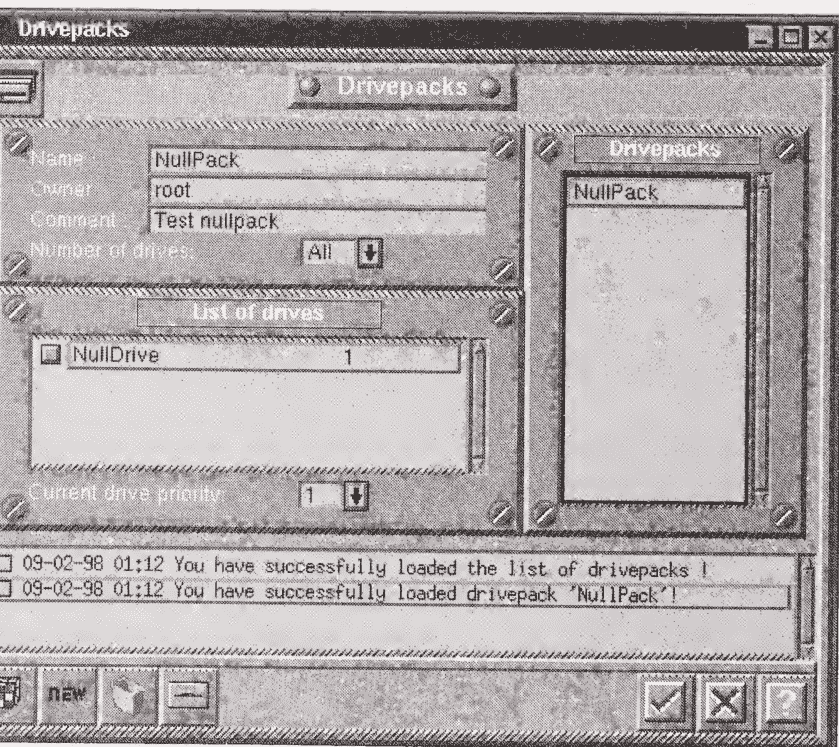 Drivepacks
Drivepacks
Name
NullPack
Owner
root
Comment
Test nullpack
Number of drives:
All
List of drives
NullDrive 1
Current drive priority:
1
Drivepacks
NullPack
09-02-98 01:12 You have successfully loaded the list of drivepacks !
09-02-98 01:12 You have successfully loaded drivepack 'NullPack'!
new
?